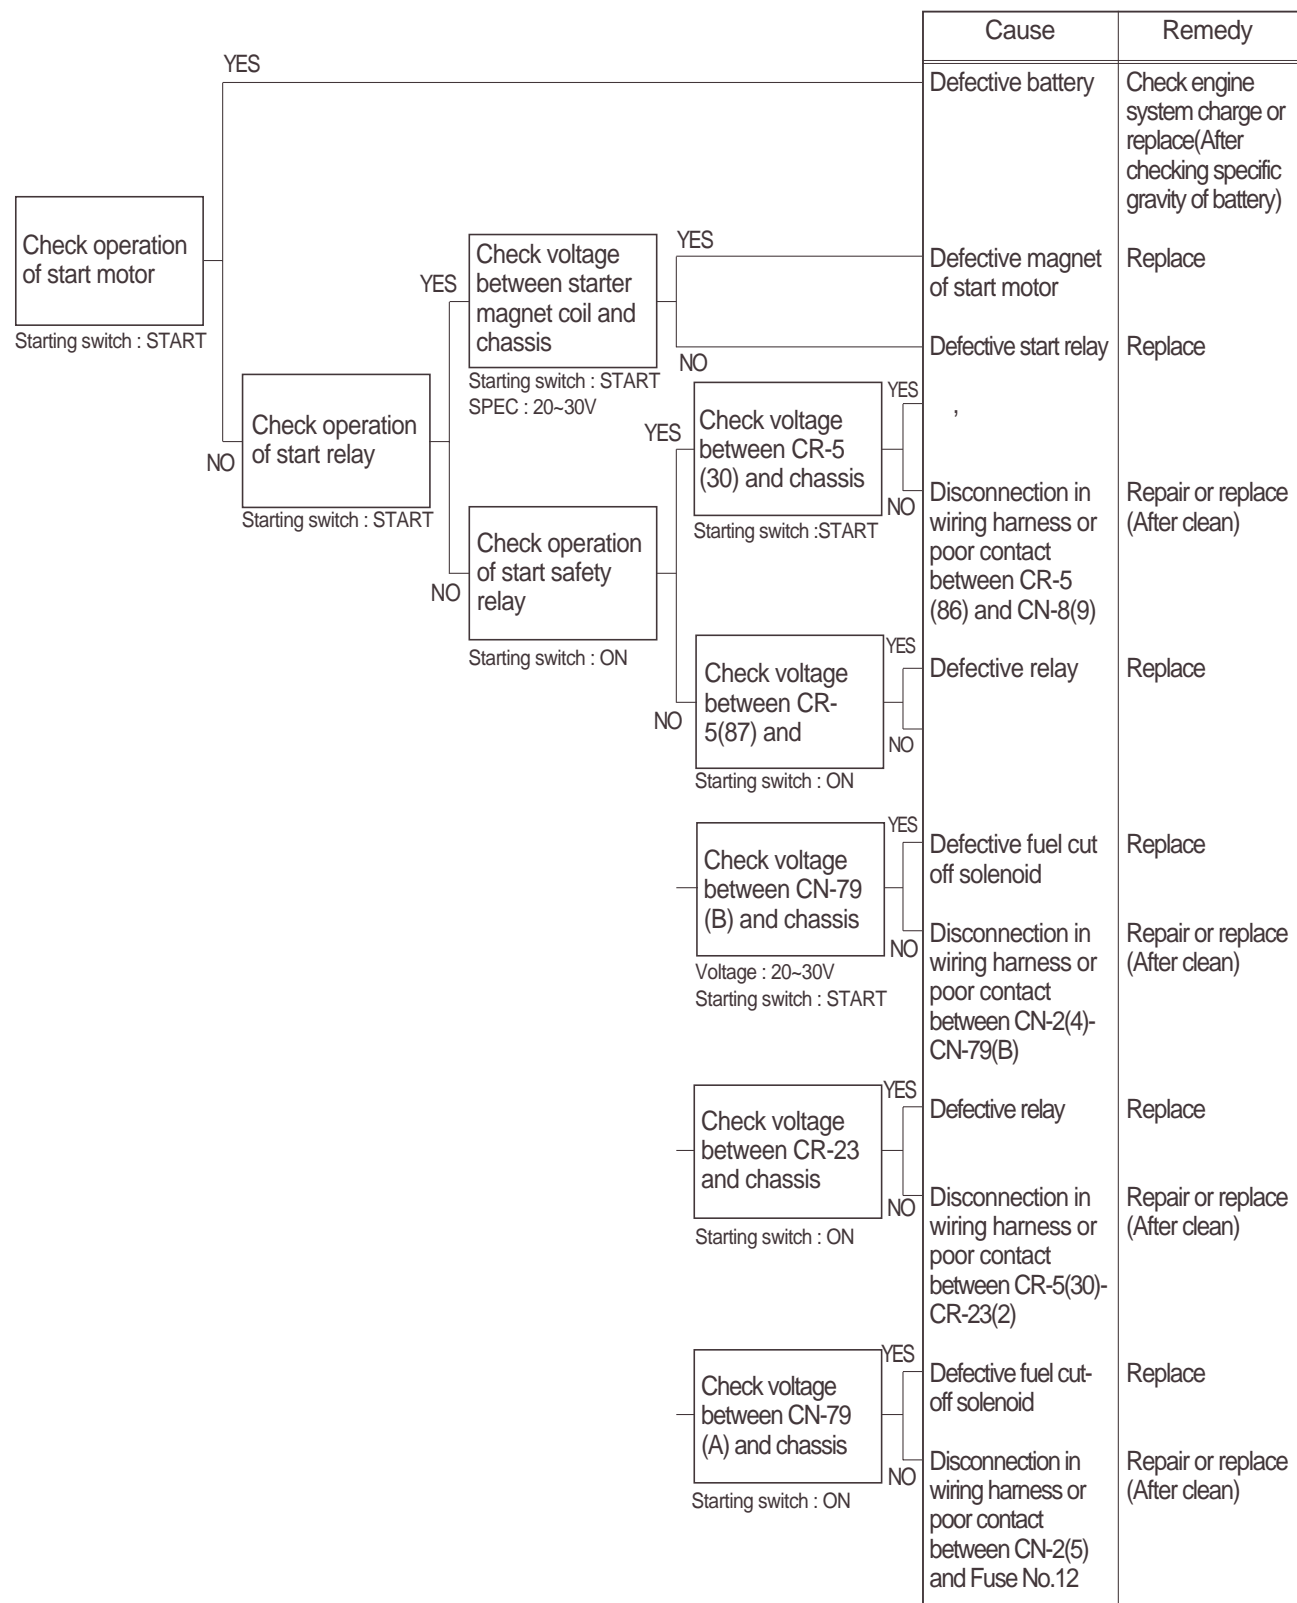 Cause
Remedy
YES
Defective battery
Check engine
system charge or
replace(After
checking specific
gravity of battery)
Check operation
of start motor
Starting switch : START
YES
Check voltage
between starter
magnet coil and
chassis
Starting switch : START
SPEC : 20~30V
YES
Defective magnet
of start motor
Replace
NO
Defective start relay
Replace
NO
Check operation
of start relay
Starting switch : START
YES
Check voltage
between CR-5
(30) and chassis
Starting switch :START
YES
,
NO
Disconnection in
wiring harness or
poor contact
between CR-5
(86) and CN-8(9)
Repair or replace
(After clean)
NO
Check operation
of start safety
relay
Starting switch : ON
NO
Check voltage
between CR-
5(87) and
Starting switch : ON
YES
Defective relay
Replace
NO
Check voltage
between CN-79
(B) and chassis
Voltage : 20~30V
Starting switch : START
YES
Defective fuel cut
off solenoid
Replace
NO
Disconnection in
wiring harness or
poor contact
between CN-2(4)-
CN-79(B)
Repair or replace
(After clean)
Check voltage
between CR-23
and chassis
Starting switch : ON
YES
Defective relay
Replace
NO
Disconnection in
wiring harness or
poor contact
between CR-5(30)-
CR-23(2)
Repair or replace
(After clean)
Check voltage
between CN-79
(A) and chassis
Starting switch : ON
YES
Defective fuel cut-
off solenoid
Replace
NO
Disconnection in
wiring harness or
poor contact
between CN-2(5)
and Fuse No.12
Repair or replace
(After clean)